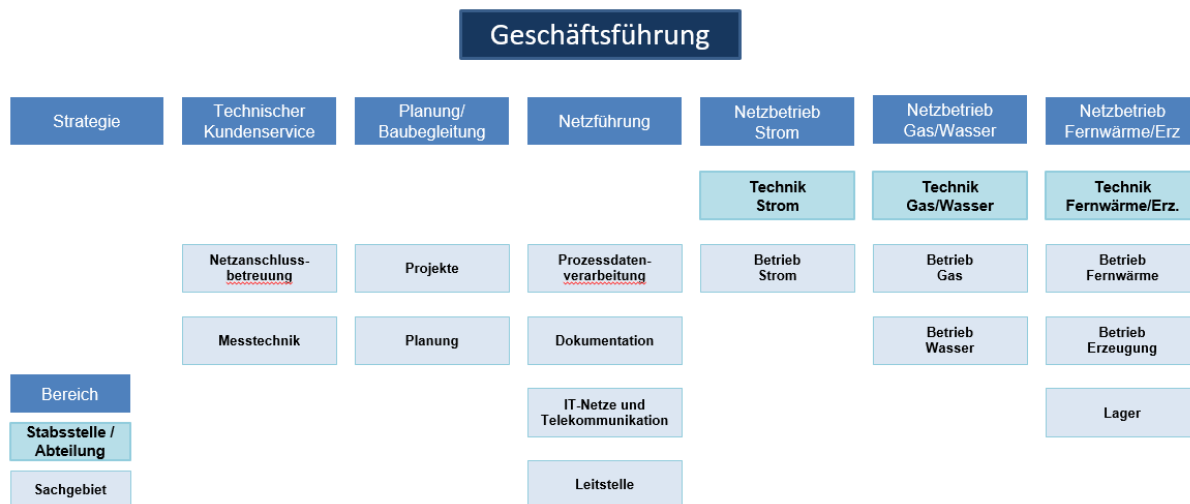 Geschäftsführung
Strategie
Technischer
Kundenservice
Planung/
Baubegleitung
Netzführung
Netzbetrieb
Strom
Netzbetrieb
Gas/Wasser
Netzbetrieb
Fernwärme/Erz
Technik
Strom
Technik
Gas/Wasser
Technik
Fernwärme/Erz.
Netzanschluss-
betreuung
Projekte
Prozessdaten-
verarbeitung
Betrieb
Strom
Betrieb
Gas
Betrieb
Fernwärme
Messtechnik
Planung
Dokumentation
Betrieb
Wasser
Betrieb
Erzeugung
Bereich
IT-Netze und
Telekommunikation
Lager
Stabsstelle /
Abteilung
Sachgebiet
Leitstelle